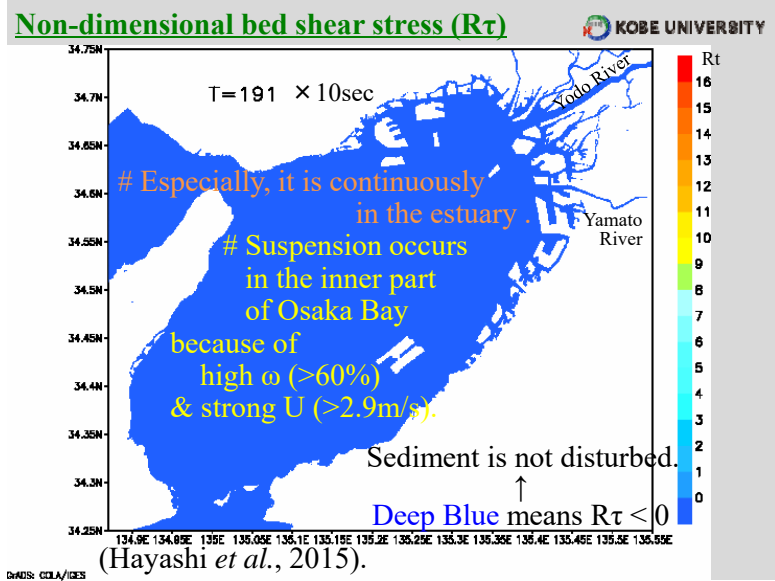 Non-dimensional bed shear stress (Rτ)
KOBE UNIVERSITY
34.75N
34.7N
34.65N
34.6N
34.55N
34.5N
34.45N
34.4N
34.35N
34.3N
34.25N
T=191 ×10sec
Yodo River
# Especially, it is continuously
in the estuary .
Yamato
River
# Suspension occurs
in the inner part
of Osaka Bay
because of
high ω (>60%)
& strong U (>2.9m/s).
Sediment is not disturbed.
↑
Deep Blue means Rτ < 0
Rt
16
15
14
13
12
11
10
9
8
7
6
5
4
3
2
1
0
134.9E 134.95E 135E 135.05E 135.1E 135.15E 135.2E 135.25E 135.3E 135.35E 135.4E 135.45E 135.5E 135.55E
(Hayashi et al., 2015).
GrADS: COLA/IGES